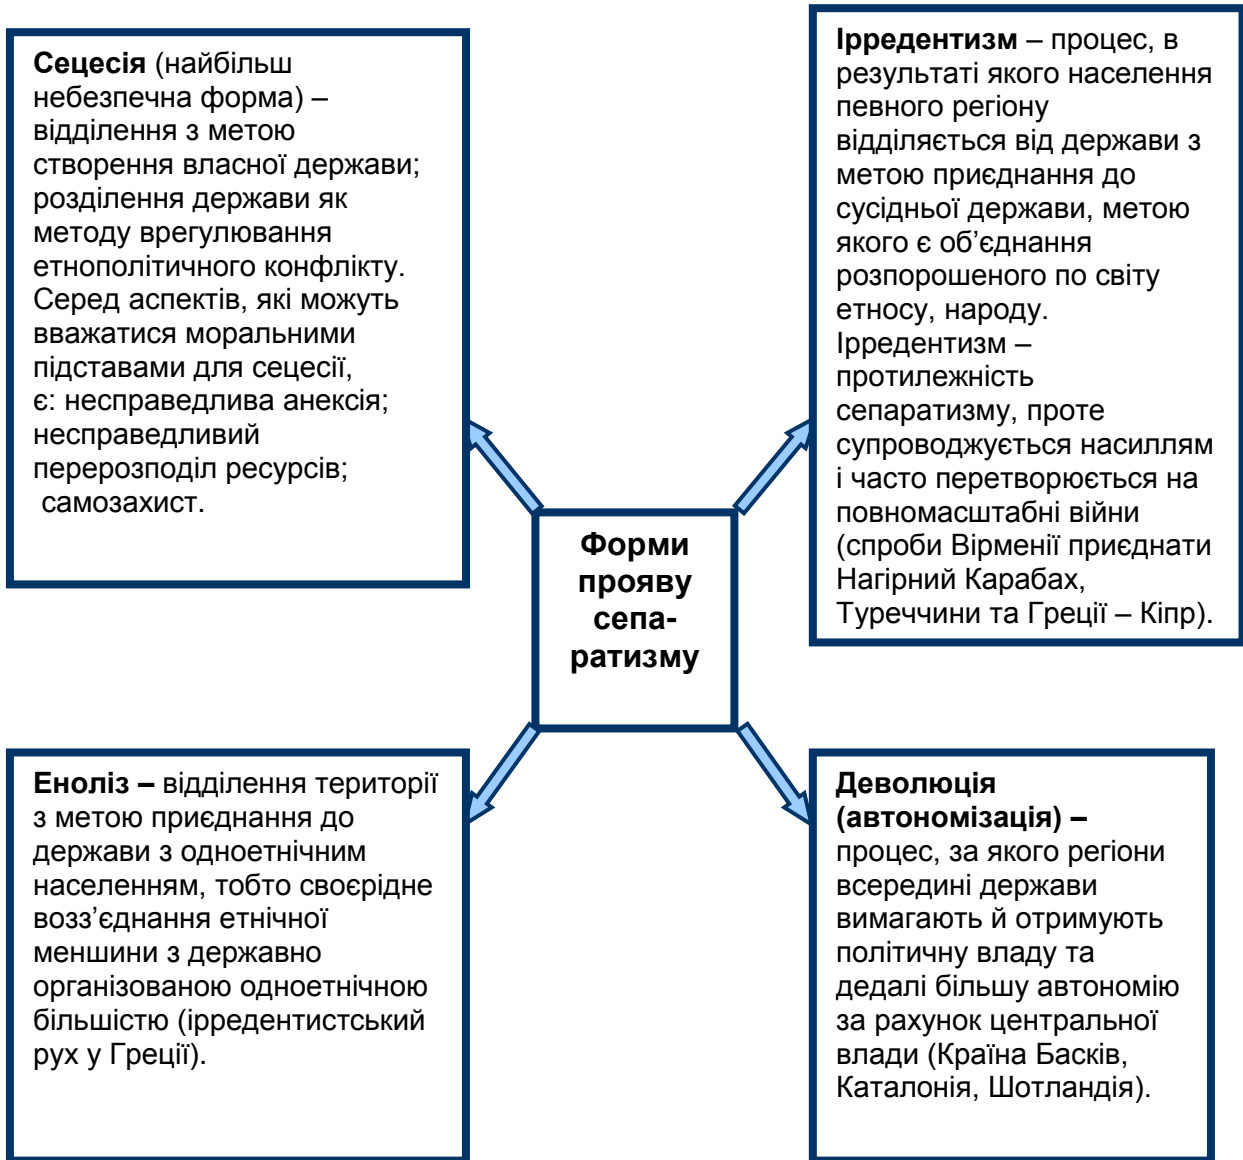 Сецесія (найбільш
небезпечна форма) –
відділення з метою
створення власної держави;
розділення держави як
методу врегулювання
етнополітичного конфлікту.
Серед аспектів, які можуть
вважатися моральними
підставами для сецесії,
є: несправедлива анексія;
несправедливий
перерозподіл ресурсів;
самозахист.
Ірредентизм – процес, в
результаті якого населення
певного регіону
відділяється від держави з
метою приєднання до
сусідньої держави, метою
якого є об’єднання
розпорошеного по світу
етносу, народу.
Ірредентизм –
протилежність
сепаратизму, проте
супроводжується насиллям
і часто перетворюється на
повномасштабні війни
(спроби Вірменії приєднати
Нагірний Карабах,
Туреччини та Греції – Кіпр).
Форми
прояву
сепа-
ратизму
Еноліз – відділення території
з метою приєднання до
держави з одноетнічним
населенням, тобто своєрідне
возз’єднання етнічної
меншини з державно
організованою одноетнічною
більшістю (ірредентистський
рух у Греції).
Деволюція
(автономізація) –
процес, за якого регіони
всередині держави
вимагають й отримують
політичну владу та
дедалі більшу автономію
за рахунок центральної
влади (Країна Басків,
Каталонія, Шотландія).